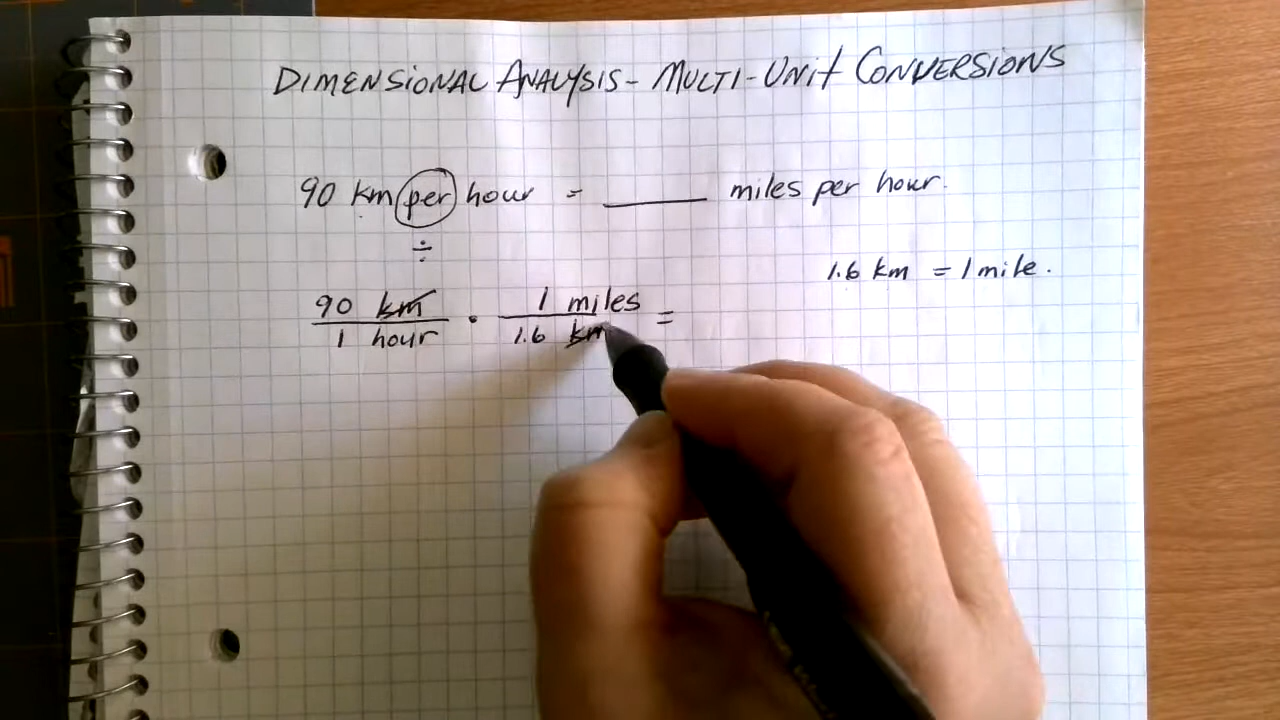 DIMENSIONAL ANALYSIS - MULTI-UNIT CONVERSIONS
90 km per hour = ______ miles per hour.
÷
1.6 km = 1 mile.
90 km / 1 hour · 1 miles / 1.6 km =